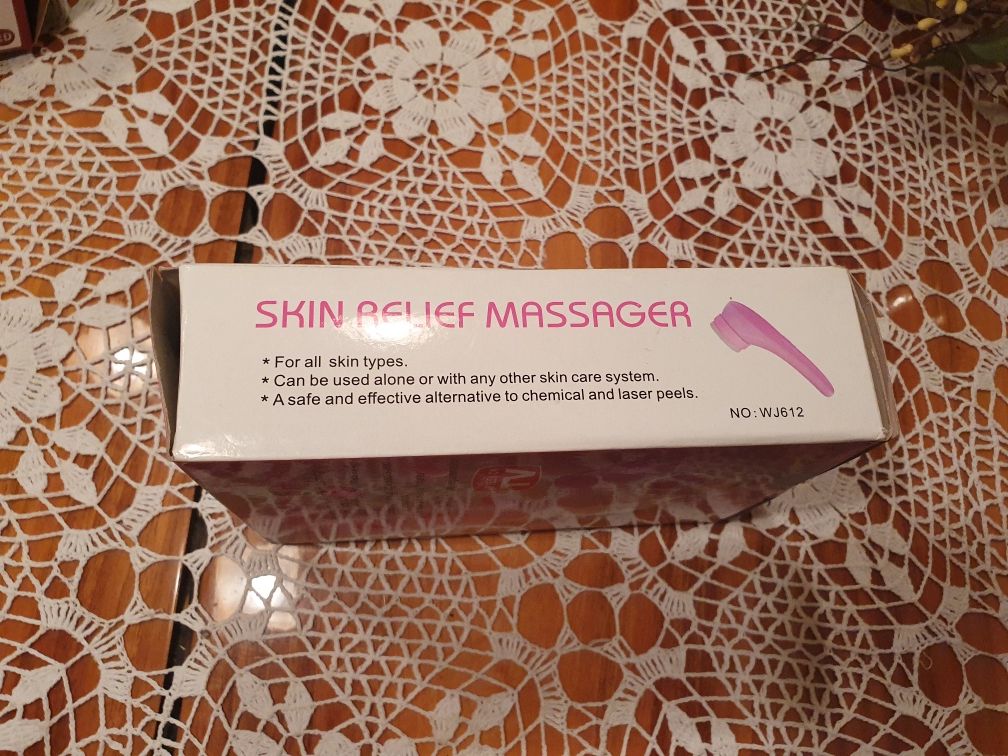 SKIN RELIEF MASSAGER
* For all skin types.
* Can be used alone or with any other skin care system.
* A safe and effective alternative to chemical and laser peels.
NO:WJ612